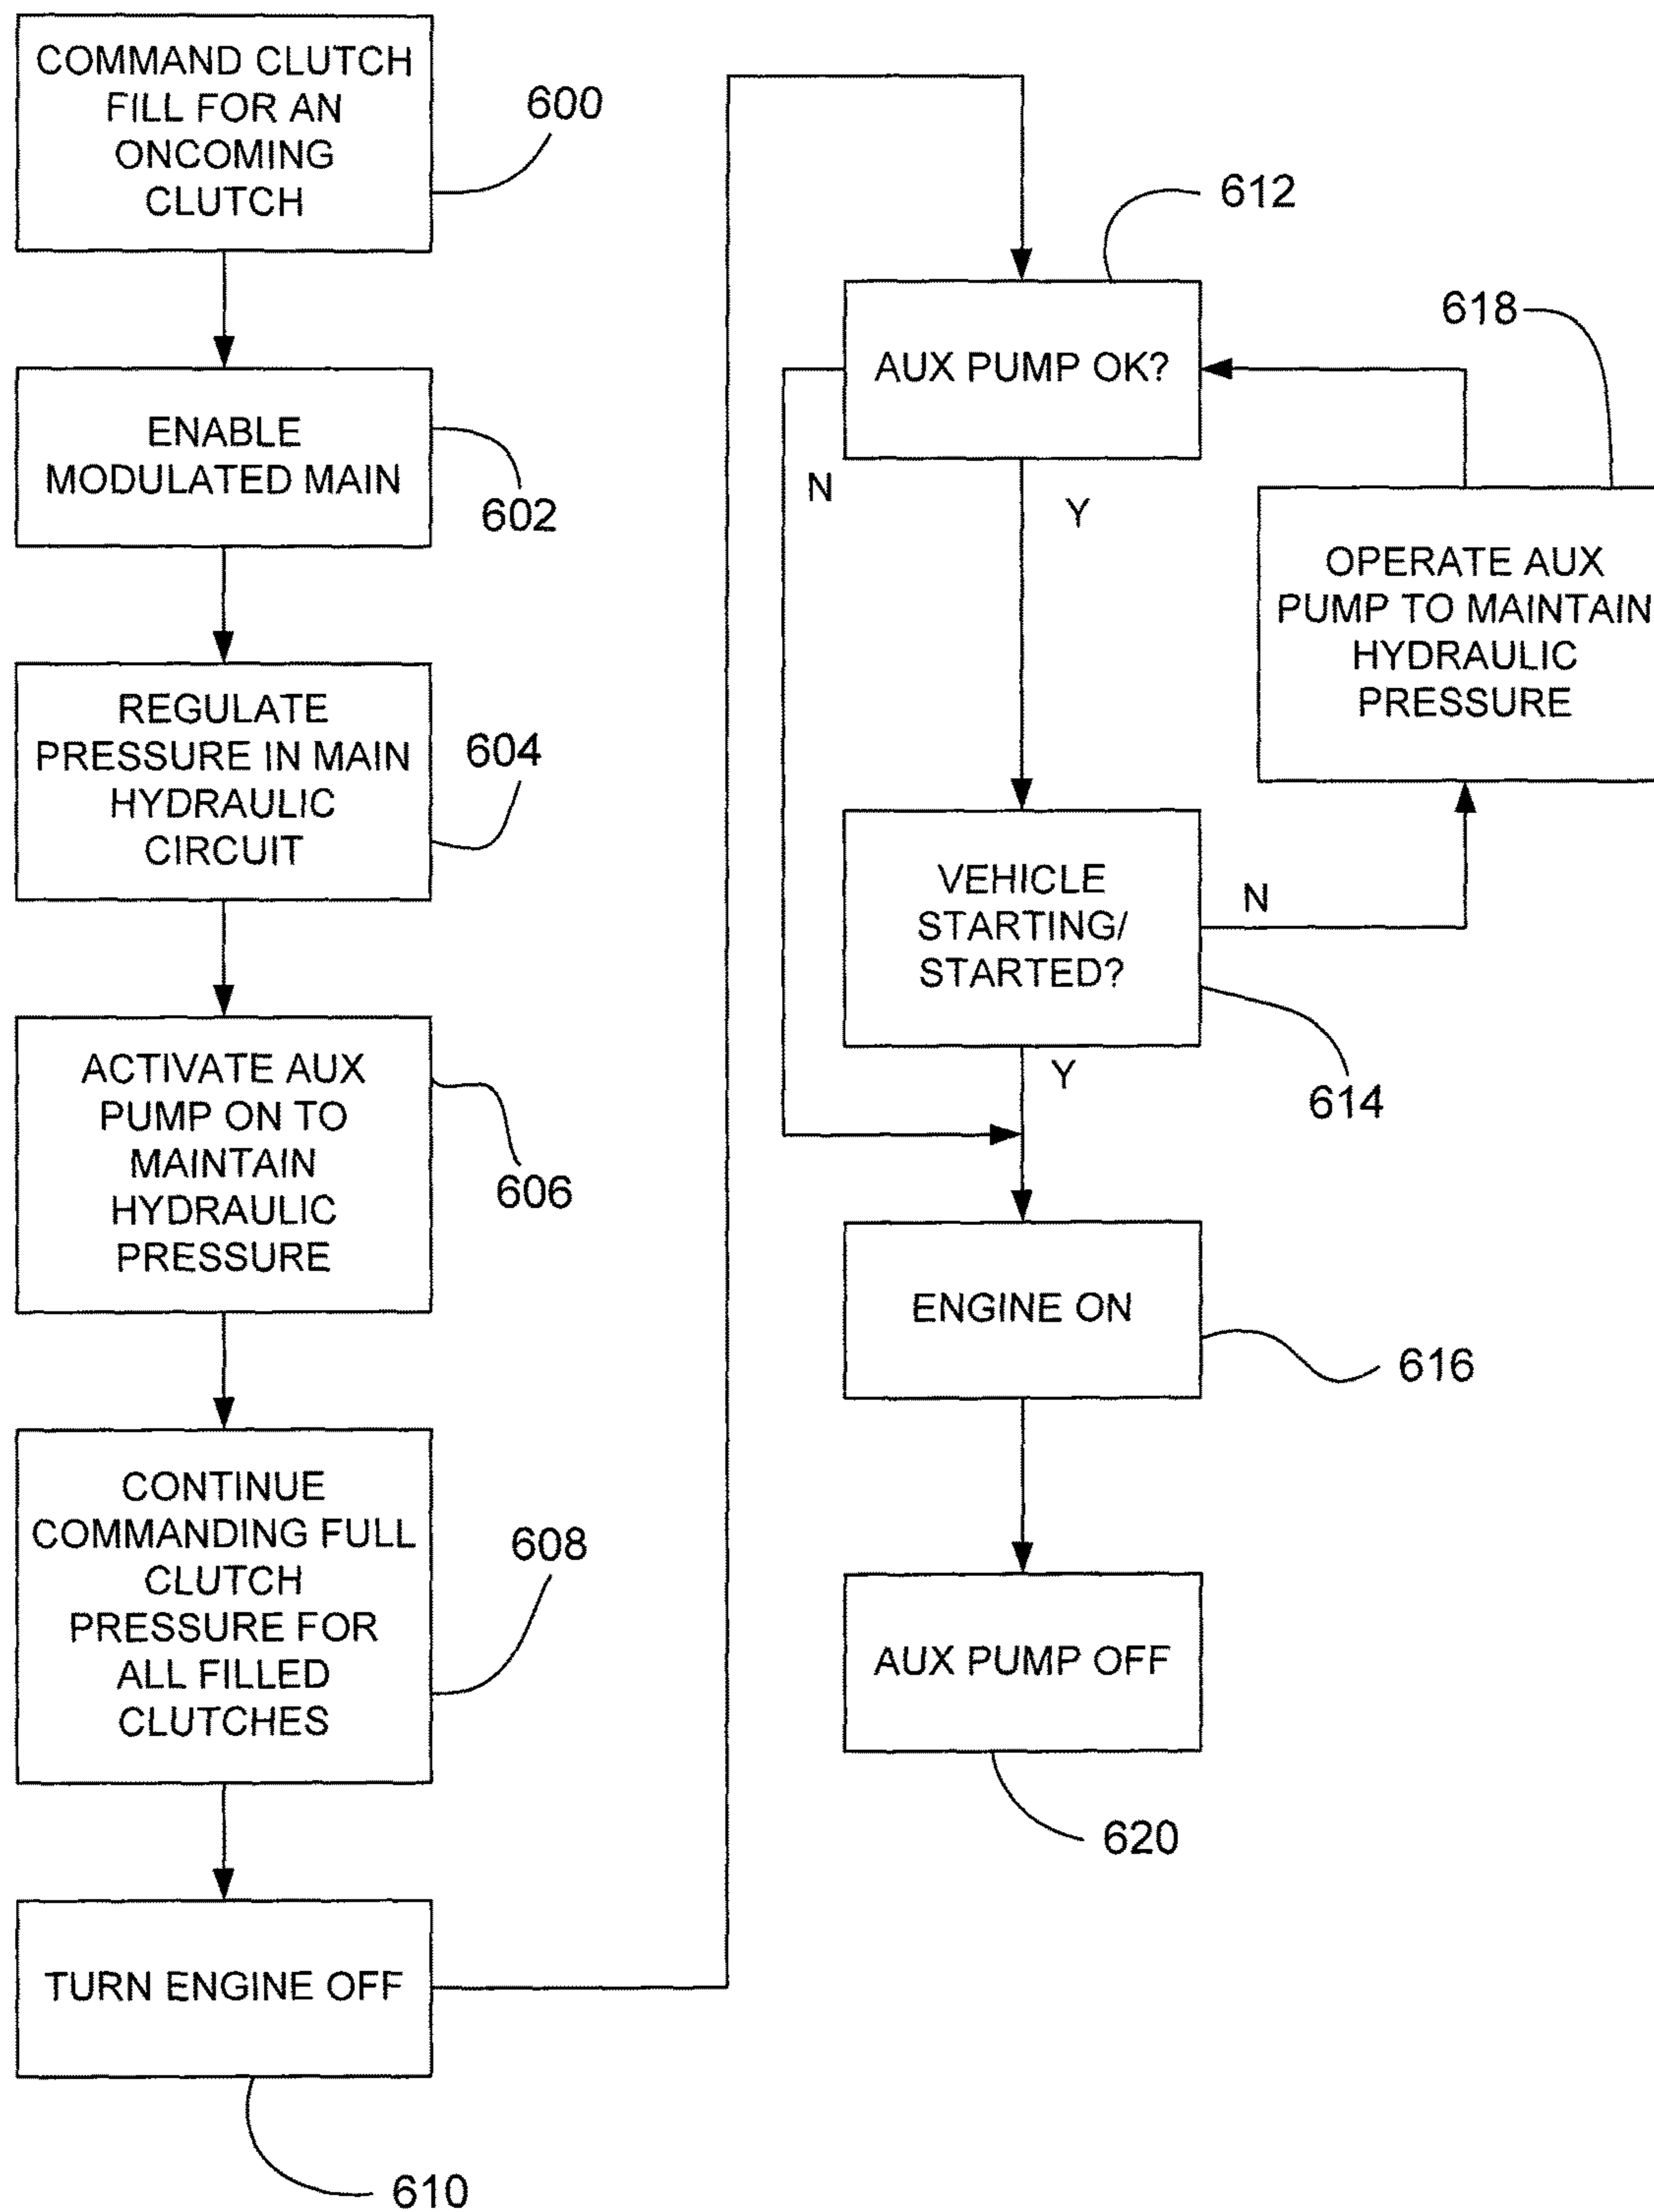 COMMAND CLUTCH
FILL FOR AN
ONCOMING
CLUTCH
600
ENABLE
MODULATED MAIN
602
REGULATE
PRESSURE IN MAIN
HYDRAULIC
CIRCUIT
604
ACTIVATE AUX
PUMP ON TO
MAINTAIN
HYDRAULIC
PRESSURE
606
CONTINUE
COMMANDING FULL
CLUTCH
PRESSURE FOR
ALL FILLED
CLUTCHES
608
TURN ENGINE OFF
610
612
AUX PUMP OK?
N
Y
618
OPERATE AUX
PUMP TO MAINTAIN
HYDRAULIC
PRESSURE
VEHICLE
STARTING/
STARTED?
N
Y
614
ENGINE ON
616
AUX PUMP OFF
620